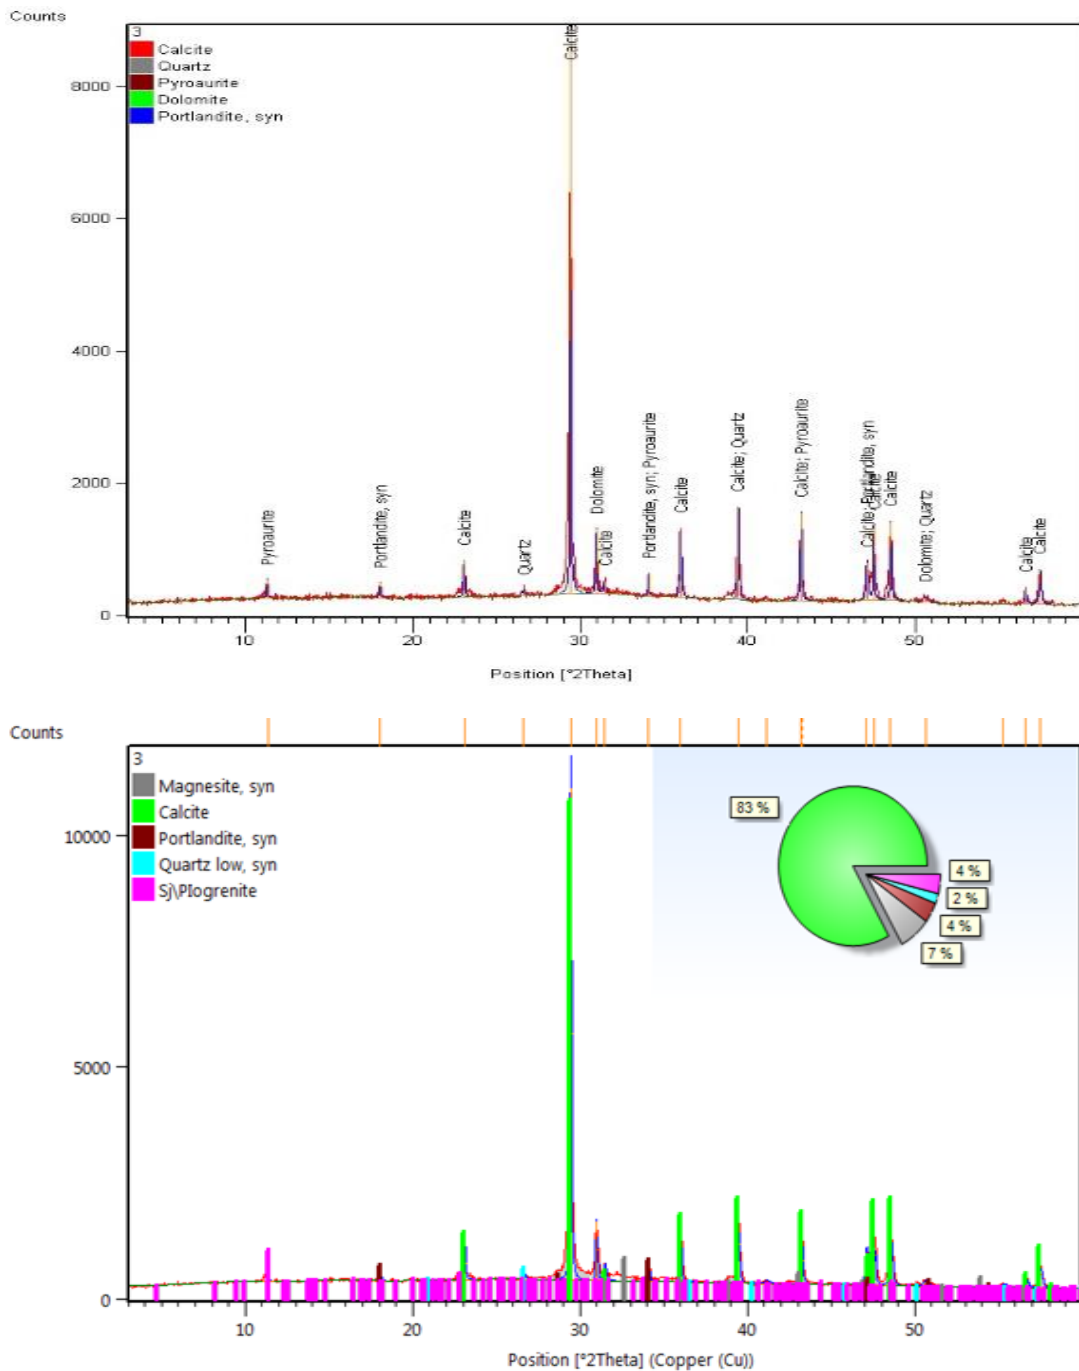 Counts
3
Calcite
Quartz
Pyroaurite
Dolomite
Portlandite, syn
8000
6000
4000
2000
0
Pyroaurite
Portlandite, syn
Calcite
Quartz
Calcite
Dolomite
Calcite
Portlandite, syn; Pyroaurite
Calcite
Calcite; Quartz
Calcite; Pyroaurite
Calcite; Portlandite, syn
Calcite
Calcite
Dolomite; Quartz
Calcite
Calcite
10 20 30 40 50
Position [°2Theta]
Counts
3
Magnesite, syn
Calcite
Portlandite, syn
Quartz low, syn
Sj\PIogrenite
83 %
4 %
2 %
4 %
7 %
10000
5000
0
10 20 30 40 50
Position [°2Theta] (Copper (Cu))